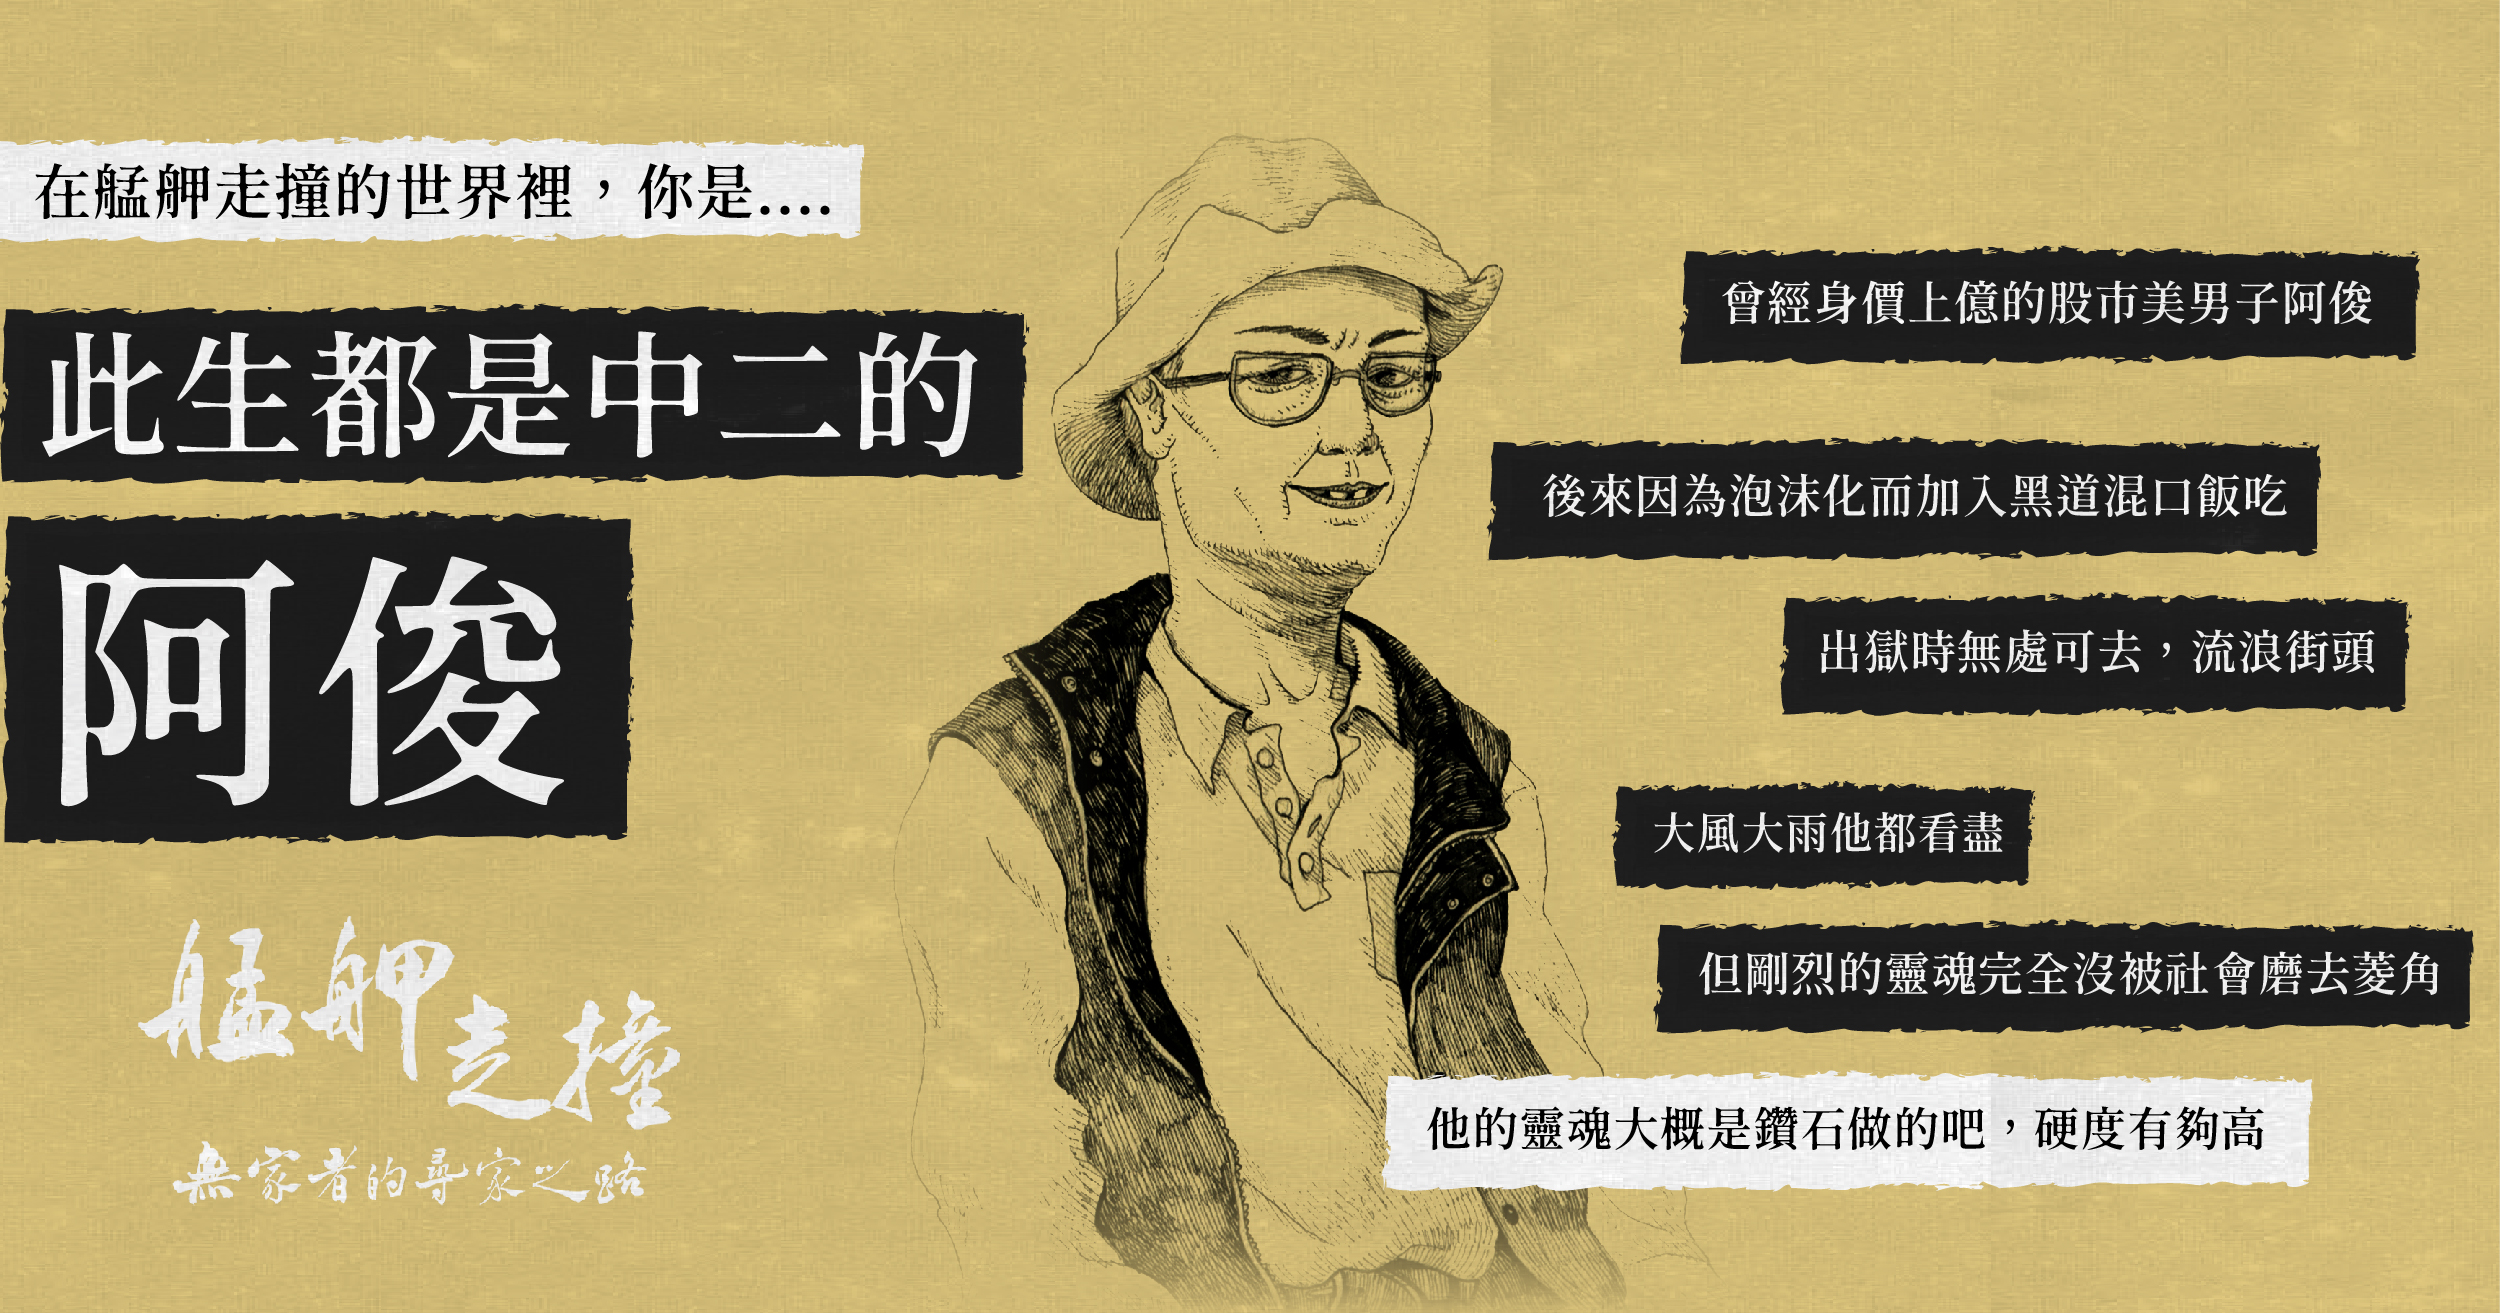 在艋舺走撞的世界裡，你是....
此生都是中二的
阿俊
艋舺走撞
無家者的尋家之路
曾經身價上億的股市美男子阿俊
後來因為泡沫化而加入黑道混口飯吃
出獄時無處可去，流浪街頭
大風大雨他都看盡
但剛烈的靈魂完全沒被社會磨去菱角
他的靈魂大概是鑽石做的吧，硬度有夠高